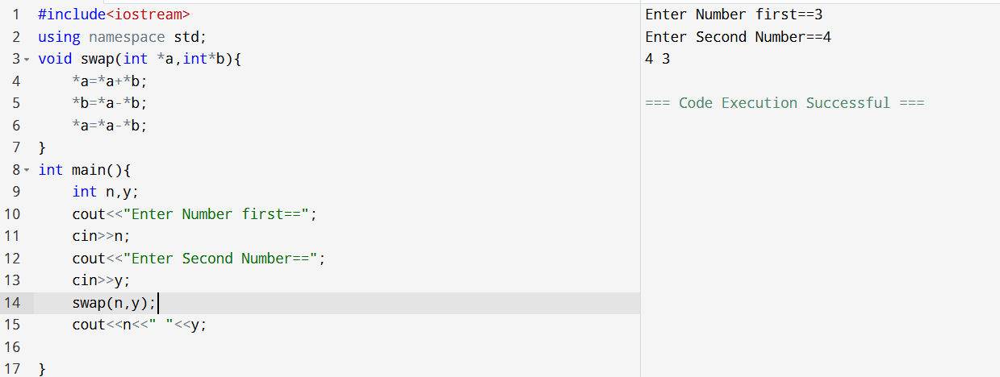 1 #include<iostream>
2 using namespace std;
3 void swap(int *a,int*b){
4     *a=*a+*b;
5     *b=*a-*b;
6     *a=*a-*b;
7 }
8 int main(){
9     int n,y;
10     cout<<"Enter Number first==";
11     cin>>n;
12     cout<<"Enter Second Number==";
13     cin>>y;
14     swap(n,y);
15     cout<<n<<" "<<y;
16
17 }
Enter Number first==3
Enter Second Number==4
4 3
=== Code Execution Successful ===